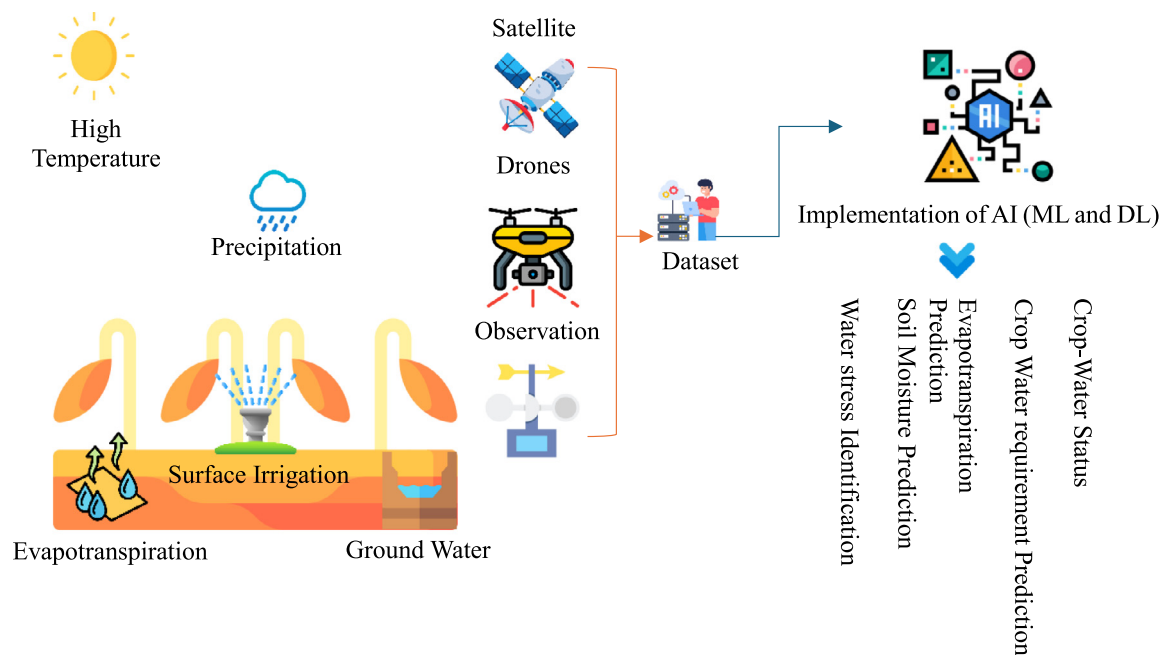 High
Temperature
Precipitation
Surface Irrigation
Evapotranspiration
Ground Water
Satellite
Drones
Observation
Dataset
AI
Implementation of AI (ML and DL)
Water stress Identification
Soil Moisture Prediction
Evapotranspiration
Prediction
Crop Water requirement Prediction
Crop-Water Status